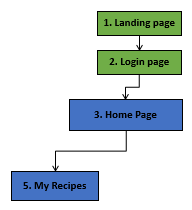 1. Landing page
2. Login page
3. Home Page
5. My Recipes